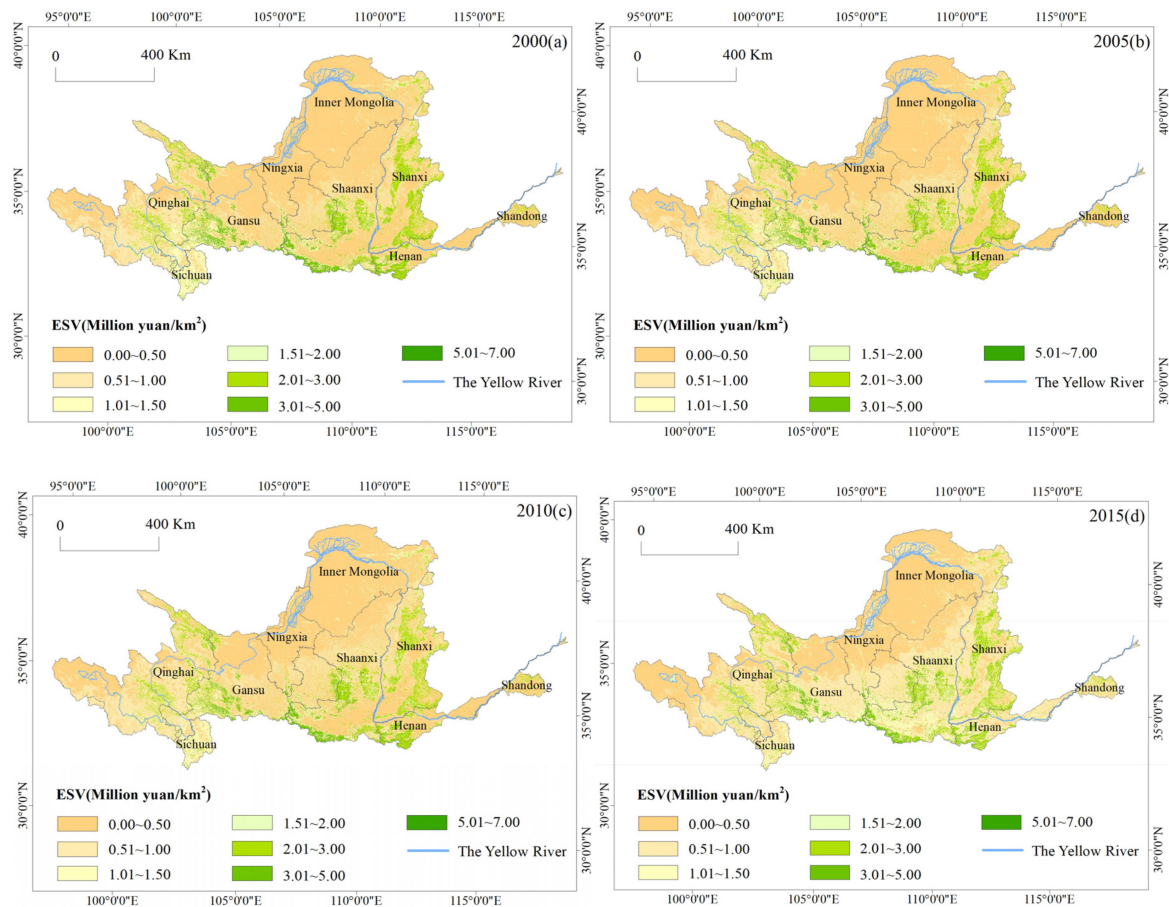 95°0'0"E 100°0'0"E 105°0'0"E 110°0'0"E 115°0'0"E
2000(a)
0 400 Km
40°0'0"N
35°0'0"N
30°0'0"N
40°0'0"N
35°0'0"N
30°0'0"N
Inner Mongolia
Ningxia
Shanxi
Shaanxi
Qinghai
Gansu
Shandong
Henan
Sichuan
ESV(Million yuan/km²)
0.00~0.50 1.51~2.00 5.01~7.00
0.51~1.00 2.01~3.00 The Yellow River
1.01~1.50 3.01~5.00
100°0'0"E 105°0'0"E 110°0'0"E 115°0'0"E
95°0'0"E 100°0'0"E 105°0'0"E 110°0'0"E 115°0'0"E
2005(b)
0 400 Km
40°0'0"N
35°0'0"N
30°0'0"N
40°0'0"N
35°0'0"N
30°0'0"N
Inner Mongolia
Ningxia
Shanxi
Shaanxi
Qinghai
Gansu
Shandong
Henan
Sichuan
ESV(Million yuan/km²)
0.00~0.50 1.51~2.00 5.01~7.00
0.51~1.00 2.01~3.00 The Yellow River
1.01~1.50 3.01~5.00
100°0'0"E 105°0'0"E 110°0'0"E 115°0'0"E
95°0'0"E 100°0'0"E 105°0'0"E 110°0'0"E 115°0'0"E
2010(c)
0 400 Km
40°0'0"N
35°0'0"N
30°0'0"N
40°0'0"N
35°0'0"N
30°0'0"N
Inner Mongolia
Ningxia
Shanxi
Shaanxi
Qinghai
Gansu
Shandong
Henan
Sichuan
ESV(Million yuan/km²)
0.00~0.50 1.51~2.00 5.01~7.00
0.51~1.00 2.01~3.00 The Yellow River
1.01~1.50 3.01~5.00
100°0'0"E 105°0'0"E 110°0'0"E 115°0'0"E
95°0'0"E 100°0'0"E 105°0'0"E 110°0'0"E 115°0'0"E
2015(d)
0 400 Km
40°0'0"N
35°0'0"N
30°0'0"N
40°0'0"N
35°0'0"N
30°0'0"N
Inner Mongolia
Ningxia
Shanxi
Shaanxi
Qinghai
Gansu
Shandong
Henan
Sichuan
ESV(Million yuan/km²)
0.00~0.50 1.51~2.00 5.01~7.00
0.51~1.00 2.01~3.00 The Yellow River
1.01~1.50 3.01~5.00
100°0'0"E 105°0'0"E 110°0'0"E 115°0'0"E